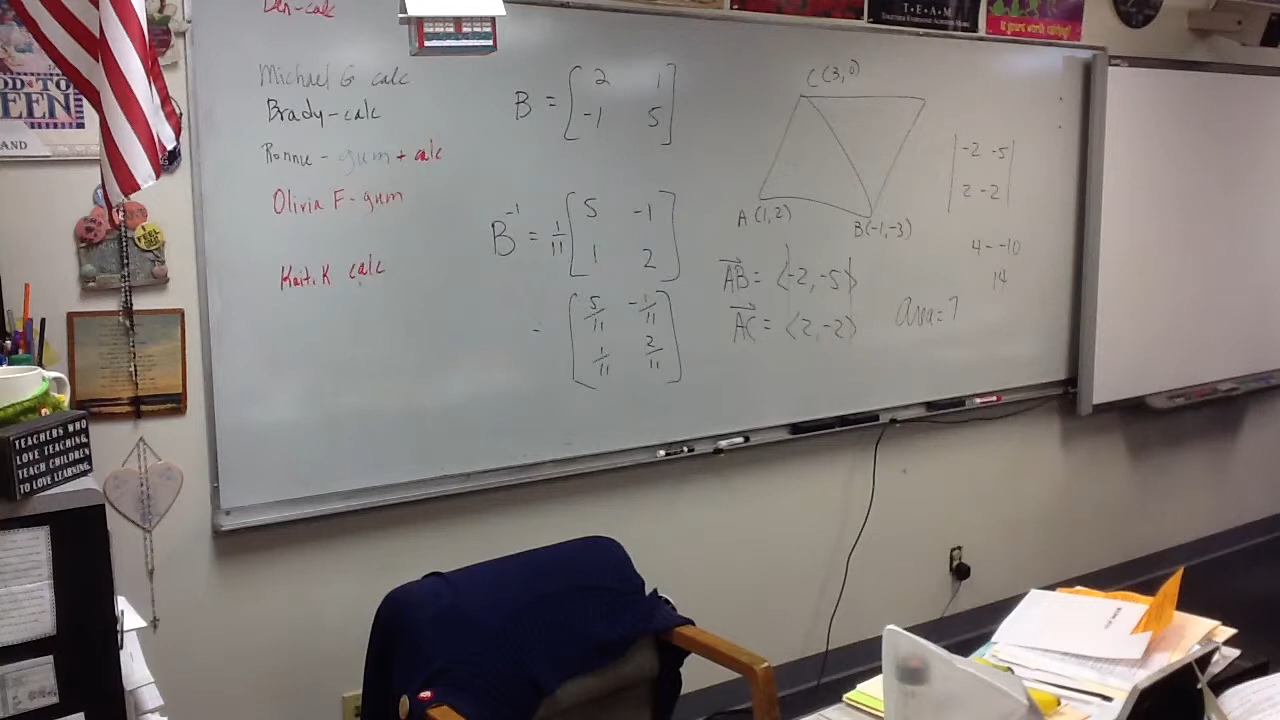 Den-calc
Michael G calc
Brady-calc
Ronnie - gum + calc
Olivia F-gum
Kait. K calc
B = [2 1
-1 5]
B⁻¹ = 1/11 [5 -1
1 2]
= [5/11 -1/11
1/11 2/11]
C (3,0)
A (1,2)
B(-1,-3)
AB = ⟨-2, -5⟩
AC = ⟨2, -2⟩
|-2 -5|
|2 -2|
4 - -10
14
area = 7
T•E•A•M
TEACHERS WHO
LOVE TEACHING,
TEACH CHILDREN
TO LOVE LEARNING.